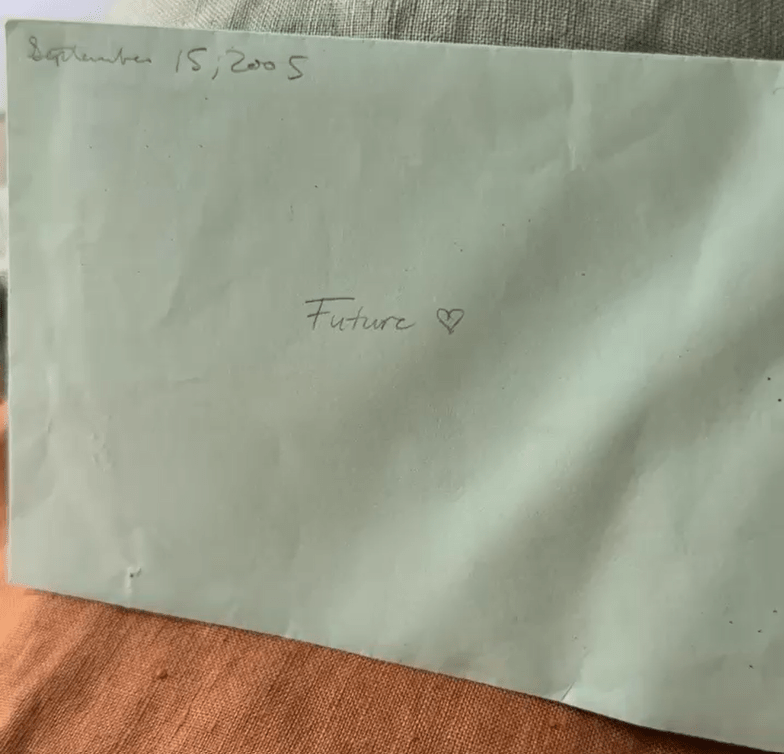 September 15, 2005
Future ♡